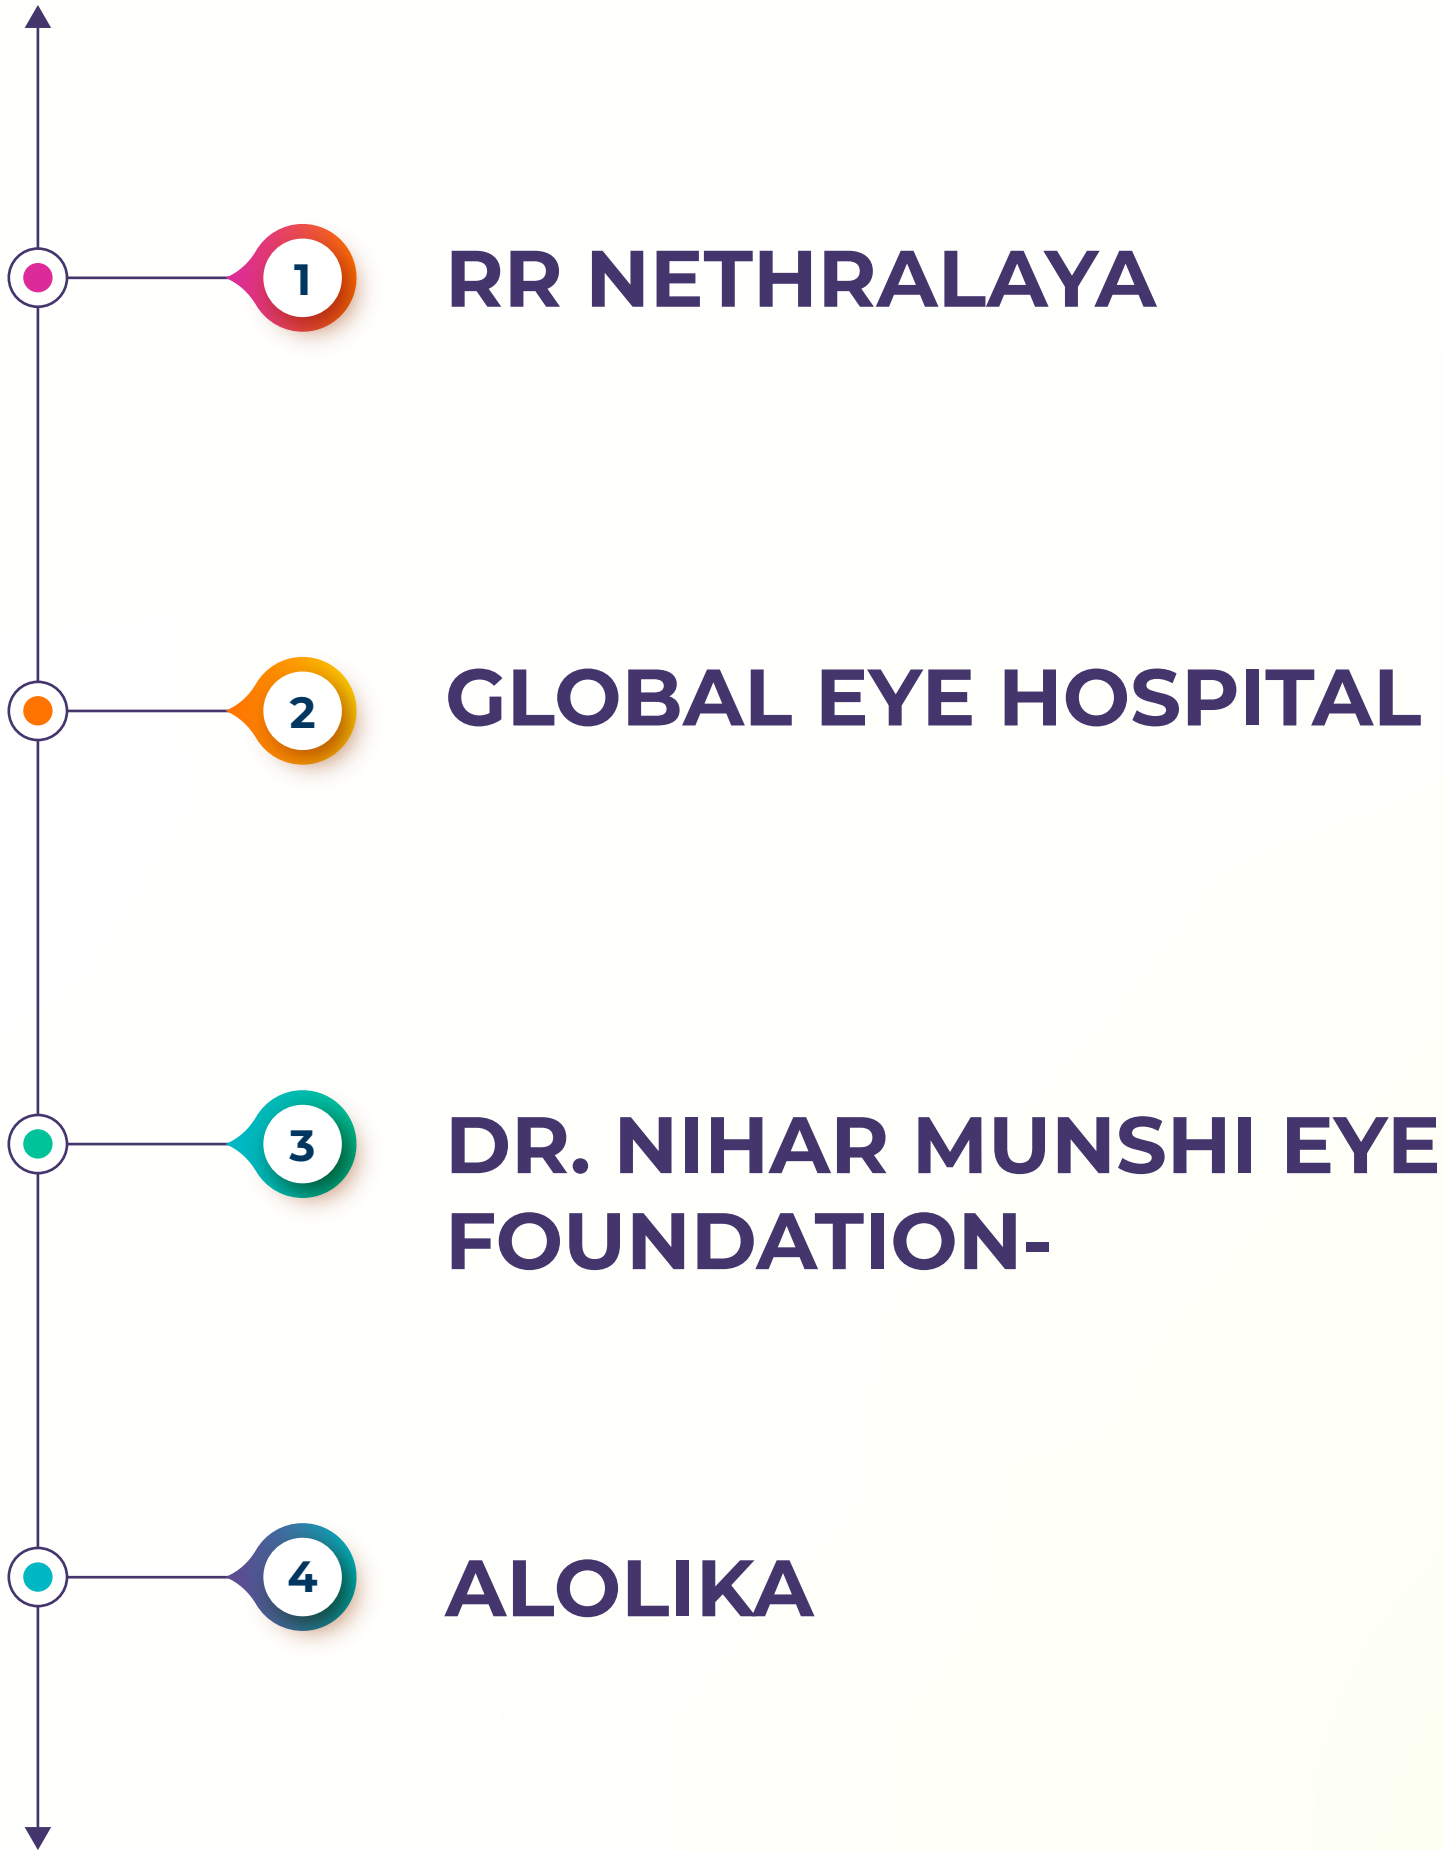 1
RR NETHRALAYA
2
GLOBAL EYE HOSPITAL
3
DR. NIHAR MUNSHI EYE
FOUNDATION-
4
ALOLIKA